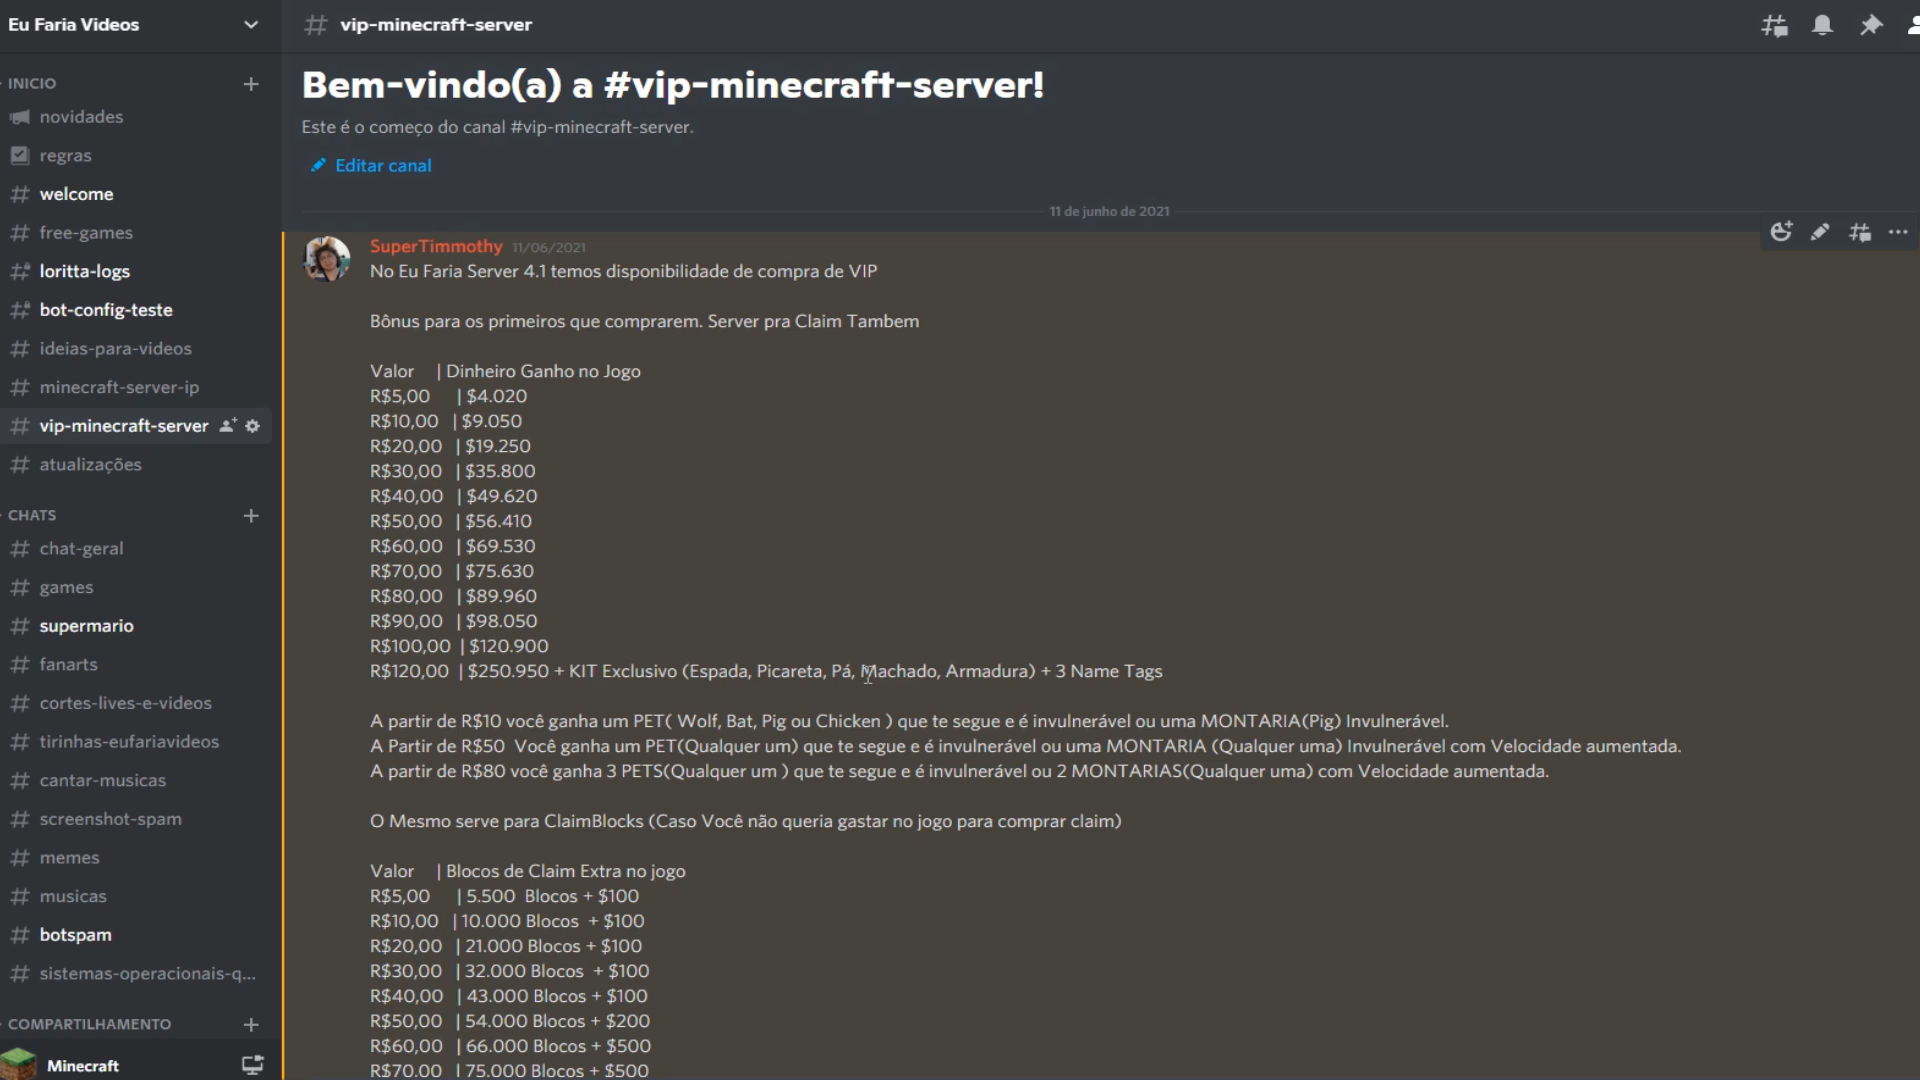 Eu Faria Videos
INICIO
novidades
regras
welcome
free-games
loritta-logs
bot-config-teste
ideias-para-videos
minecraft-server-ip
vip-minecraft-server
atualizações
CHATS
chat-geral
games
supermario
fanarts
cortes-lives-e-videos
tirinhas-eufariavideos
cantar-musicas
screenshot-spam
memes
musicas
botspam
sistemas-operacionais-q...
COMPARTILHAMENTO
Minecraft
vip-minecraft-server
Bem-vindo(a) a #vip-minecraft-server!
Este é o começo do canal #vip-minecraft-server.
Editar canal
11 de junho de 2021
SuperTimmothy 11/06/2021
No Eu Faria Server 4.1 temos disponibilidade de compra de VIP
Bônus para os primeiros que comprarem. Server pra Claim Tambem
Valor | Dinheiro Ganho no Jogo
R$5,00 | $4.020
R$10,00 | $9.050
R$20,00 | $19.250
R$30,00 | $35.800
R$40,00 | $49.620
R$50,00 | $56.410
R$60,00 | $69.530
R$70,00 | $75.630
R$80,00 | $89.960
R$90,00 | $98.050
R$100,00 | $120.900
R$120,00 | $250.950 + KIT Exclusivo (Espada, Picareta, Pá, Machado, Armadura) + 3 Name Tags
A partir de R$10 você ganha um PET( Wolf, Bat, Pig ou Chicken ) que te segue e é invulnerável ou uma MONTARIA(Pig) Invulnerável.
A Partir de R$50 Você ganha um PET(Qualquer um) que te segue e é invulnerável ou uma MONTARIA (Qualquer uma) Invulnerável com Velocidade aumentada.
A partir de R$80 você ganha 3 PETS(Qualquer um ) que te segue e é invulnerável ou 2 MONTARIAS(Qualquer uma) com Velocidade aumentada.
O Mesmo serve para ClaimBlocks (Caso Você não queria gastar no jogo para comprar claim)
Valor | Blocos de Claim Extra no jogo
R$5,00 | 5.500 Blocos + $100
R$10,00 | 10.000 Blocos + $100
R$20,00 | 21.000 Blocos + $100
R$30,00 | 32.000 Blocos + $100
R$40,00 | 43.000 Blocos + $100
R$50,00 | 54.000 Blocos + $200
R$60,00 | 66.000 Blocos + $500
R$70,00 | 75.000 Blocos + $500